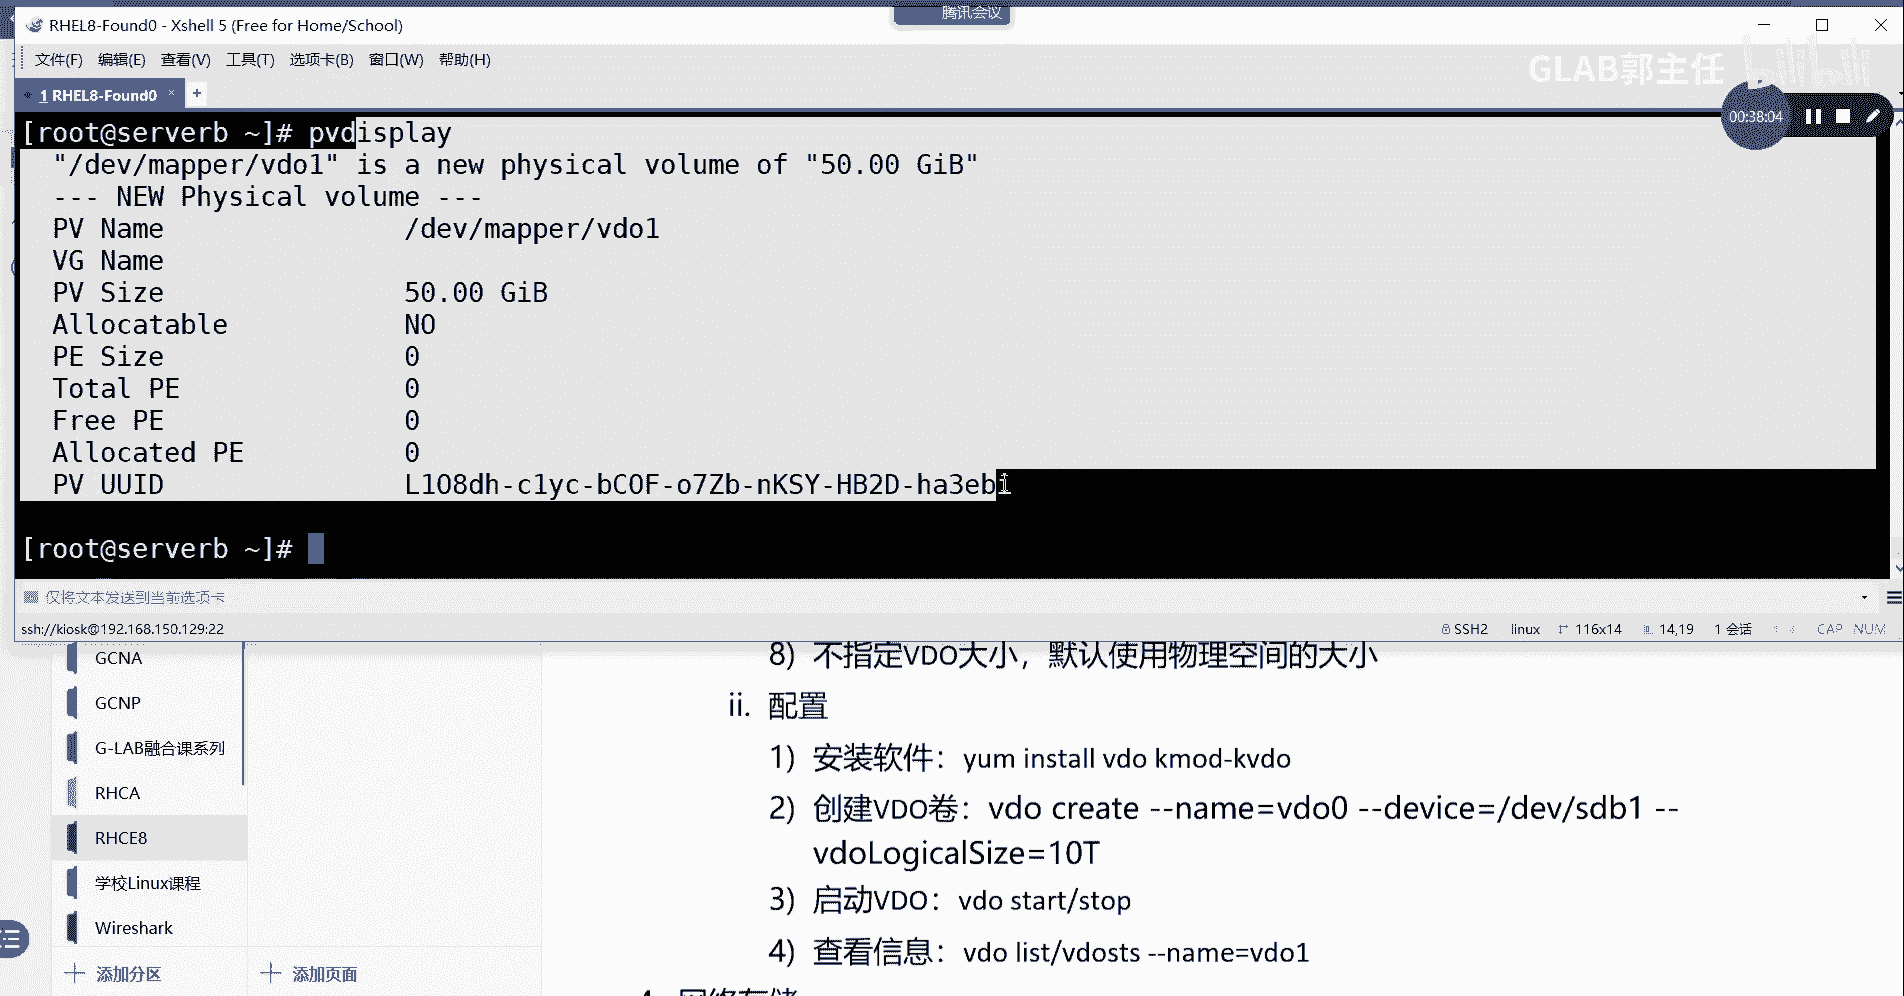 腾讯会议
RHEL8-Found0 - Xshell 5 (Free for Home/School)
文件(F) 编辑(E) 查看(V) 工具(T) 选项卡(B) 窗口(W) 帮助(H)
GLAB郭主任 bilibili
1 RHEL8-Found0 × +
00:38:04
[root@serverb ~]# pvdisplay
"/dev/mapper/vdo1" is a new physical volume of "50.00 GiB"
--- NEW Physical volume ---
PV Name /dev/mapper/vdo1
VG Name
PV Size 50.00 GiB
Allocatable NO
PE Size 0
Total PE 0
Free PE 0
Allocated PE 0
PV UUID L1O8dh-c1yc-bCOF-o7Zb-nKSY-HB2D-ha3ebi
[root@serverb ~]#
仅将文本发送到当前选项卡
ssh://kiosk@192.168.150.129:22 SSH2 linux 116x14 14,19 1 会话 CAP NUM
GCNA
GCNP
G-LAB融合课系列
RHCA
RHCE8
学校Linux课程
Wireshark
添加分区
添加页面
8) 不指定VDO大小，默认使用物理空间的大小
ii. 配置
1) 安装软件：yum install vdo kmod-kvdo
2) 创建VDO卷：vdo create --name=vdo0 --device=/dev/sdb1 --
vdoLogicalSize=10T
3) 启动VDO：vdo start/stop
4) 查看信息：vdo list/vdosts --name=vdo1